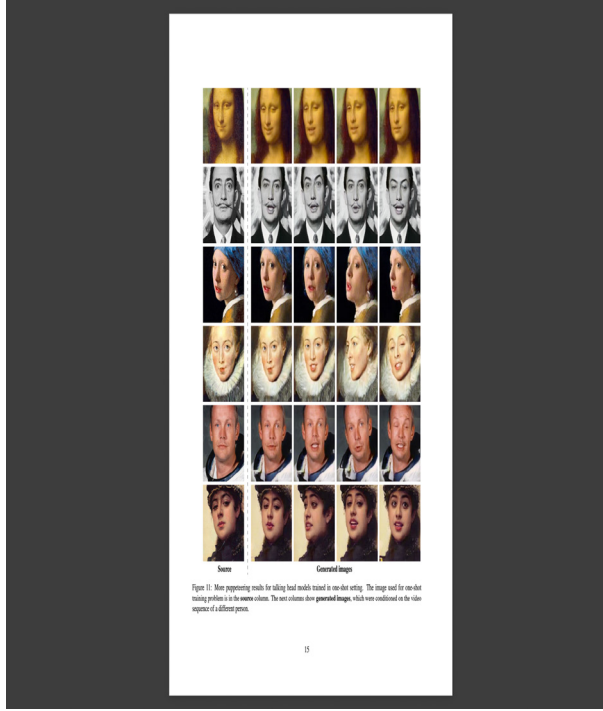 Source Generated images
Figure 11: More puppeteering results for talking head models trained in one-shot setting. The image used for one-shot
training problem is in the source column. The next columns show generated images, which were conditioned on the video
sequence of a different person.
15